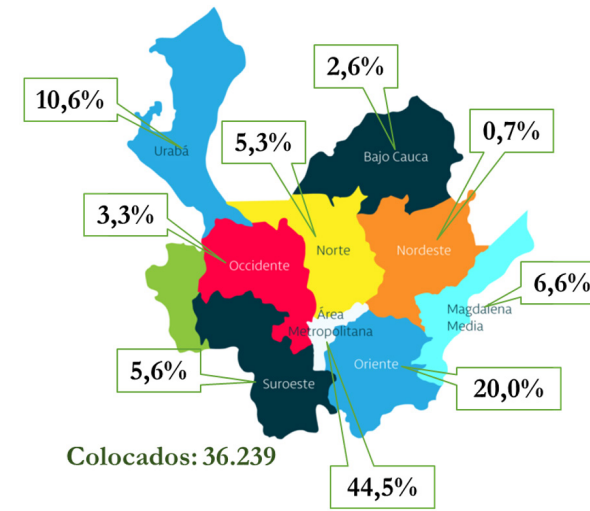 2,6%
10,6%
0,7%
5,3%
Urabá
Bajo Cauca
3,3%
Norte
Nordeste
Occidente
6,6%
Magdalena
Media
Área
Metropolitana
5,6%
Oriente
Suroeste
20,0%
Colocados: 36.239
44,5%